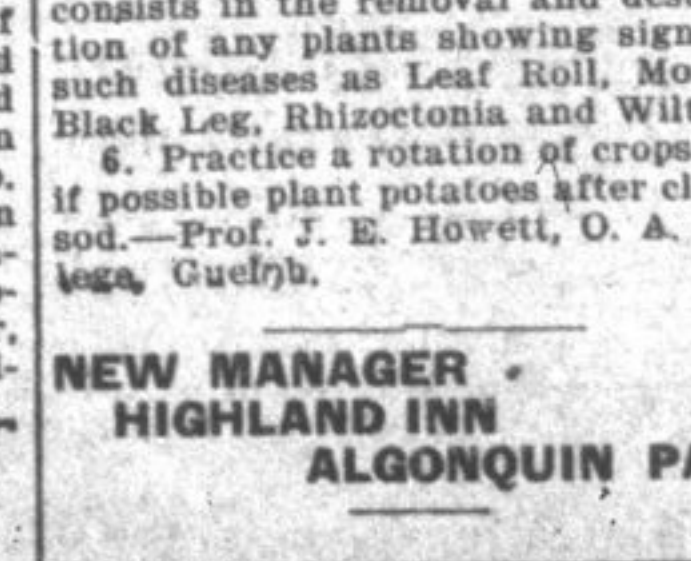 consists in the removal and des
tion of any plants showing sign
such diseases as Leaf Roll, Mo
Black Leg, Rhizoctonia and Wilt
6. Practice a rotation of crops
if possible plant potatoes after cl
sod.—Prof. J. E. Howett, O. A.
lege, Guelph.
NEW MANAGER
HIGHLAND INN
ALGONQUIN PA